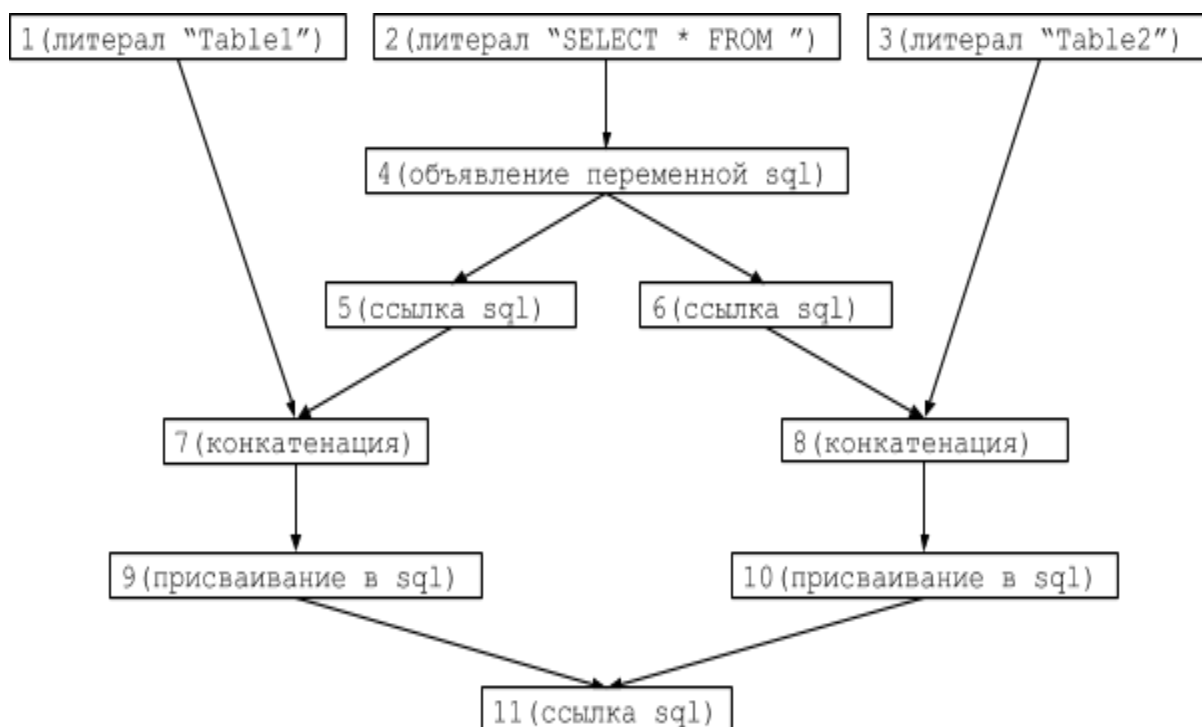 1(литерал “Table1”)
2(литерал “SELECT * FROM ”)
3(литерал “Table2”)
4(объявление переменной sql)
5(ссылка sql)
6(ссылка sql)
7(конкатенация)
8(конкатенация)
9(присваивание в sql)
10(присваивание в sql)
11(ссылка sql)